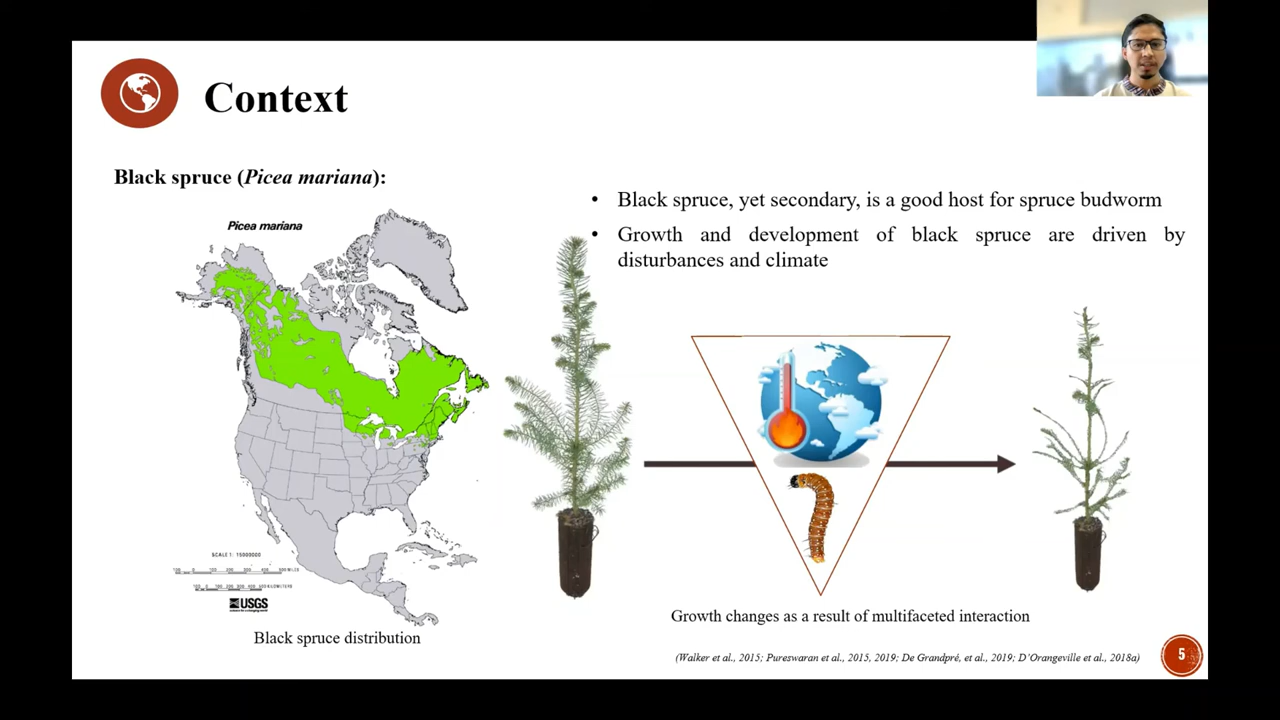 Context
Black spruce (Picea mariana):
Picea mariana
SCALE 1: 15000000
USGS
Black spruce distribution
• Black spruce, yet secondary, is a good host for spruce budworm
• Growth and development of black spruce are driven by
disturbances and climate
Growth changes as a result of multifaceted interaction
(Walker et al., 2015; Pureswaran et al., 2015, 2019; De Grandpré, et al., 2019; D’Orangeville et al., 2018a)
5